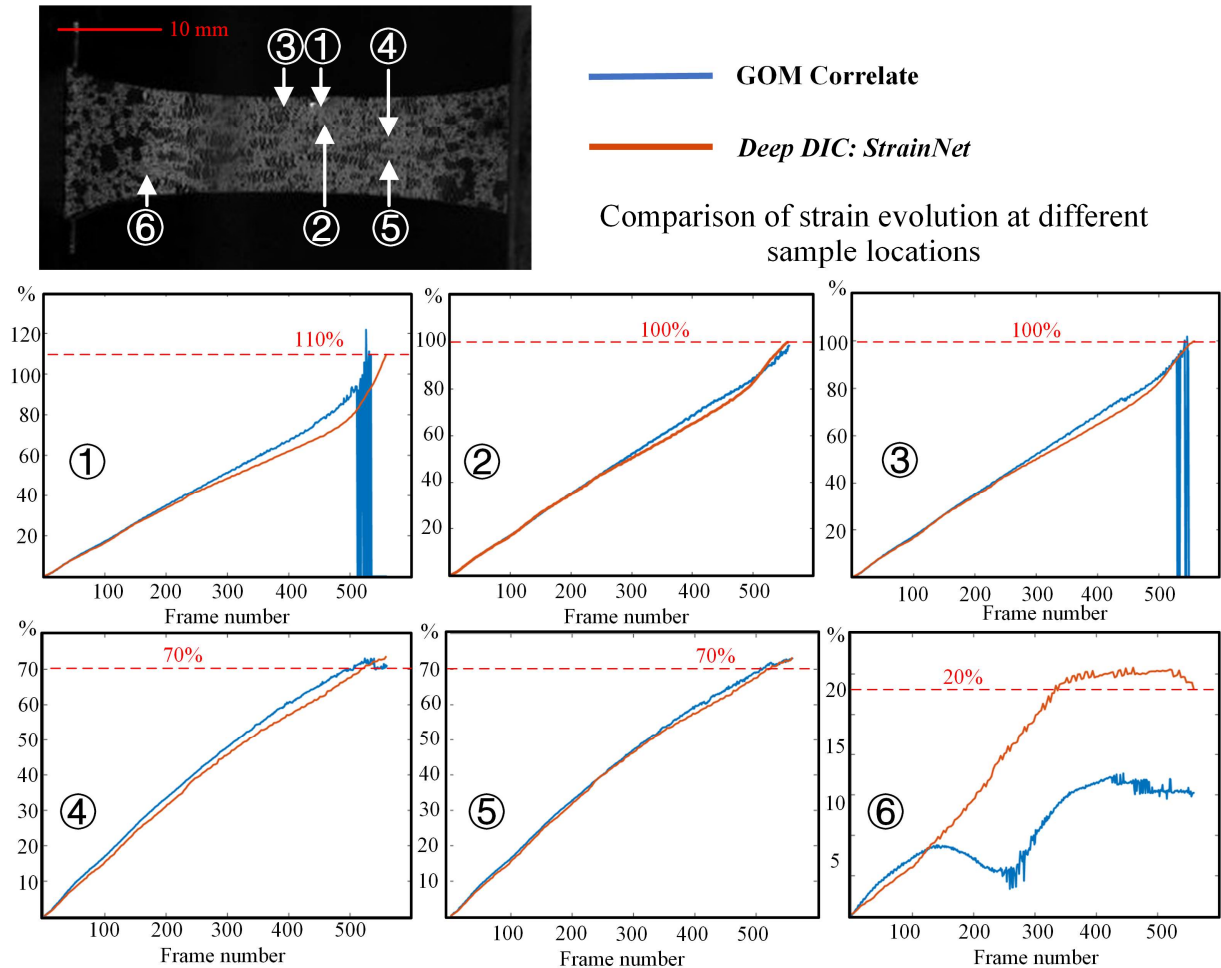 10 mm
③ ① ④
⑥ ② ⑤
GOM Correlate
Deep DIC: StrainNet
Comparison of strain evolution at different
sample locations
%
120
100
80
60
40
20
110%
①
100 200 300 400 500
Frame number
%
100
80
60
40
20
100%
②
100 200 300 400 500
Frame number
%
100
80
60
40
20
100%
③
100 200 300 400 500
Frame number
%
70
60
50
40
30
20
10
70%
④
100 200 300 400 500
Frame number
%
70
60
50
40
30
20
10
70%
⑤
100 200 300 400 500
Frame number
%
20
15
10
5
20%
⑥
100 200 300 400 500
Frame number